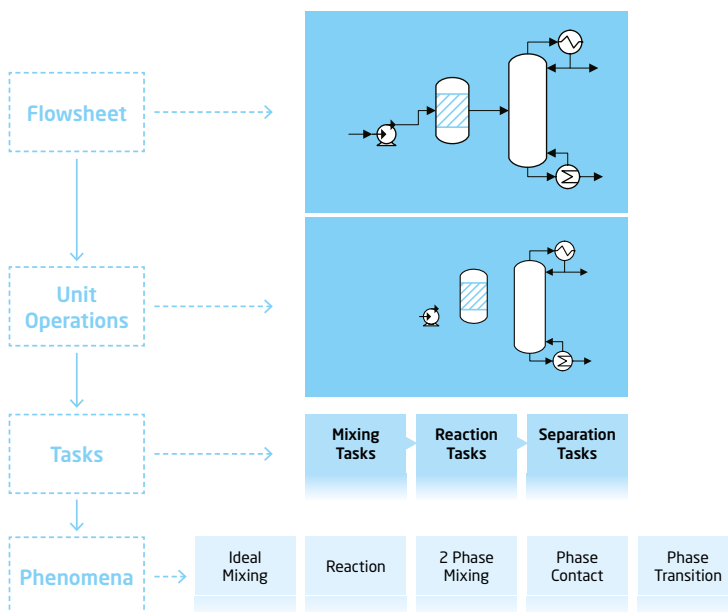 Flowsheet
Unit
Operations
Tasks
Mixing
Tasks
Reaction
Tasks
Separation
Tasks
Phenomena
Ideal
Mixing
Reaction
2 Phase
Mixing
Phase
Contact
Phase
Transition